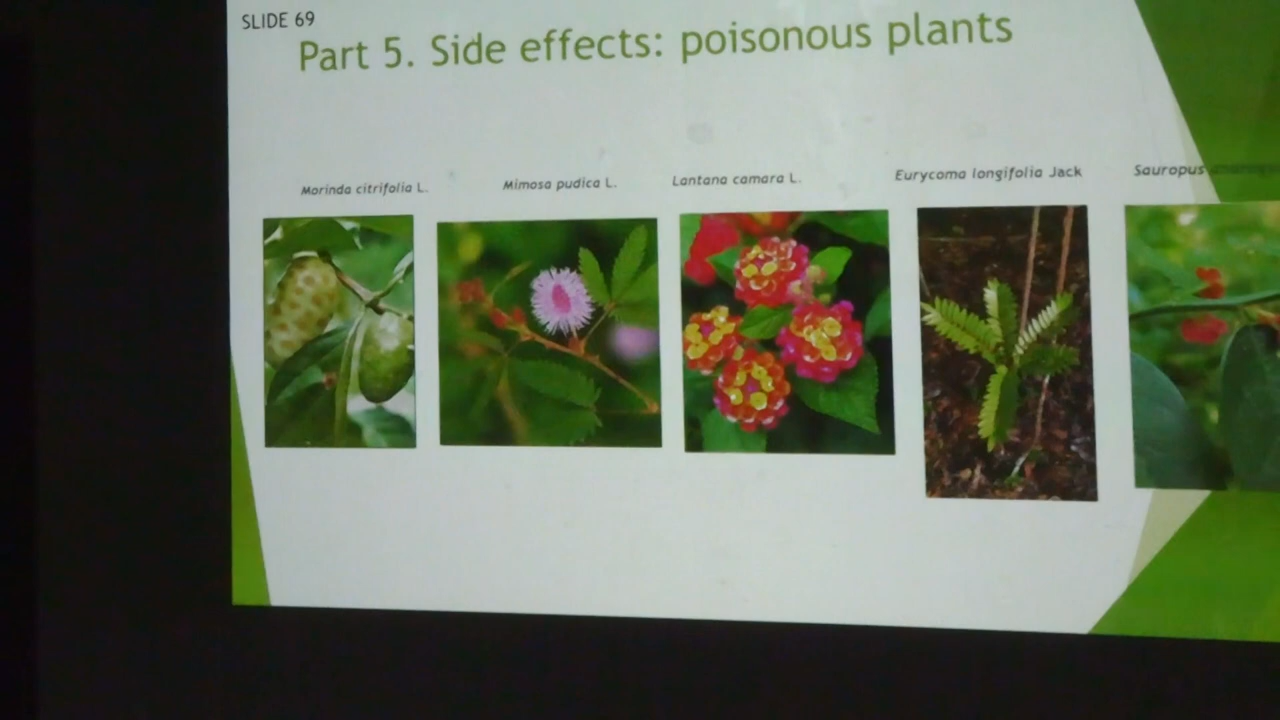 SLIDE 69
Part 5. Side effects: poisonous plants
Morinda citrifolia L.
Mimosa pudica L.
Lantana camara L.
Eurycoma longifolia Jack
Sauropus